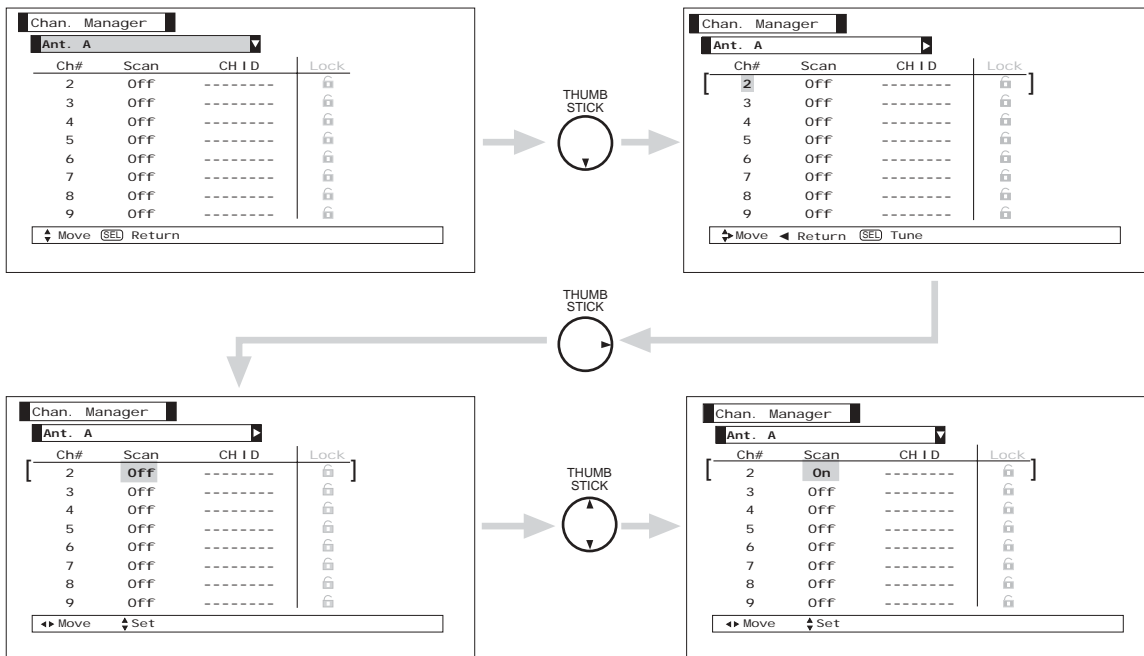 Chan. Manager
Ant. A
Ch# Scan CH ID Lock
2 Off --------
3 Off --------
4 Off --------
5 Off --------
6 Off --------
7 Off --------
8 Off --------
9 Off --------
Move SEL Return
THUMB
STICK
Chan. Manager
Ant. A
Ch# Scan CH ID Lock
[ 2 Off -------- ]
3 Off --------
4 Off --------
5 Off --------
6 Off --------
7 Off --------
8 Off --------
9 Off --------
Move ◄ Return SEL Tune
THUMB
STICK
Chan. Manager
Ant. A
Ch# Scan CH ID Lock
[ 2 Off -------- ]
3 Off --------
4 Off --------
5 Off --------
6 Off --------
7 Off --------
8 Off --------
9 Off --------
Move Set
THUMB
STICK
Chan. Manager
Ant. A
Ch# Scan CH ID Lock
[ 2 On -------- ]
3 Off --------
4 Off --------
5 Off --------
6 Off --------
7 Off --------
8 Off --------
9 Off --------
Move Set